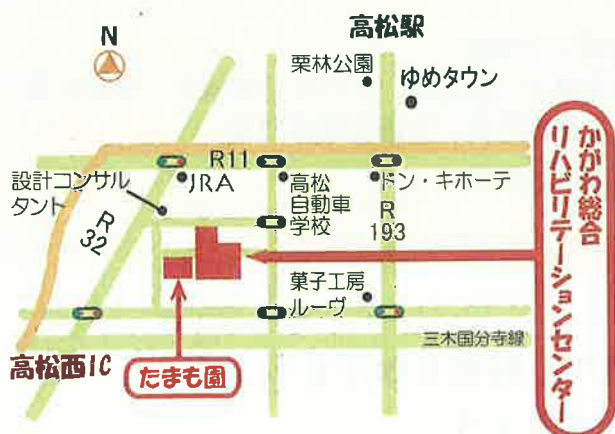 高松駅
N
栗林公園
ゆめタウン
R11
設計コンサル
タント
JRA
高松
自動車
学校
ドン・キホーテ
R
32
R
193
かがわ総合
リハビリテーションセンター
菓子工房
ルーヴ
三木国分寺線
高松西IC
たまも園